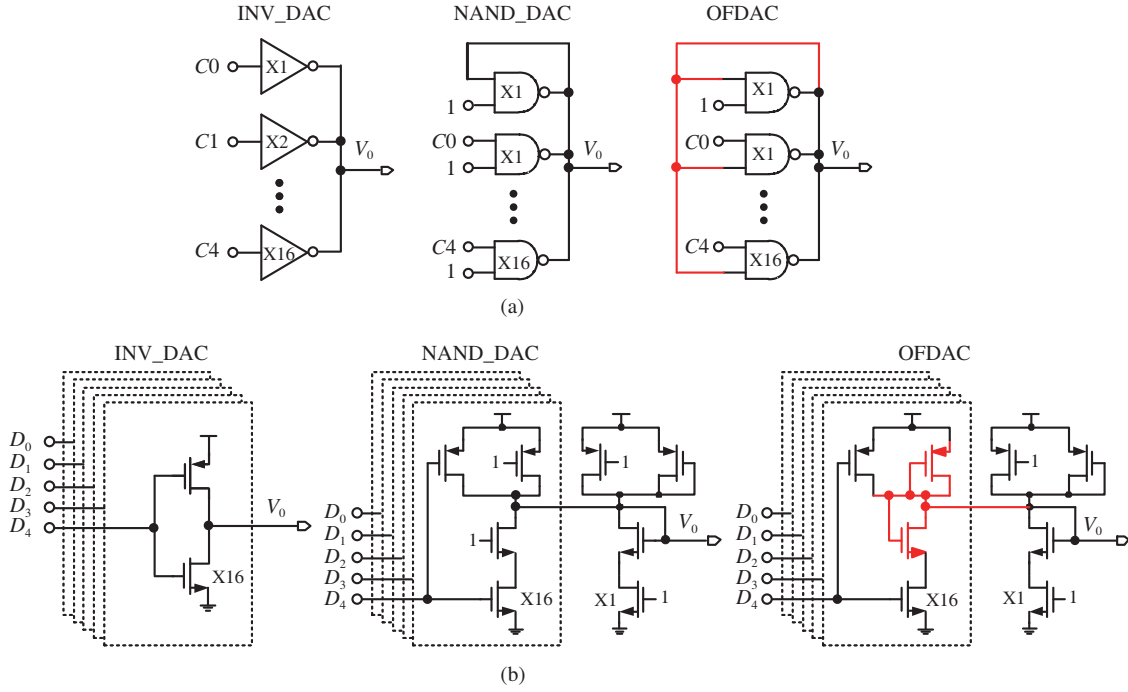 INV_DAC NAND_DAC OFDAC
C0 X1 X1 1 X1 1
C1 X2 V0 C0 X1 1 V0 C0 X1 V0
C4 X16 C4 X16 1 C4 X16
(a)
INV_DAC NAND_DAC OFDAC
D0 D1 D2 D3 D4 X16 V0
D0 D1 D2 D3 D4 1 1 X16 1 X1 1 V0
D0 D1 D2 D3 D4 X16 1 X1 1 V0
(b)